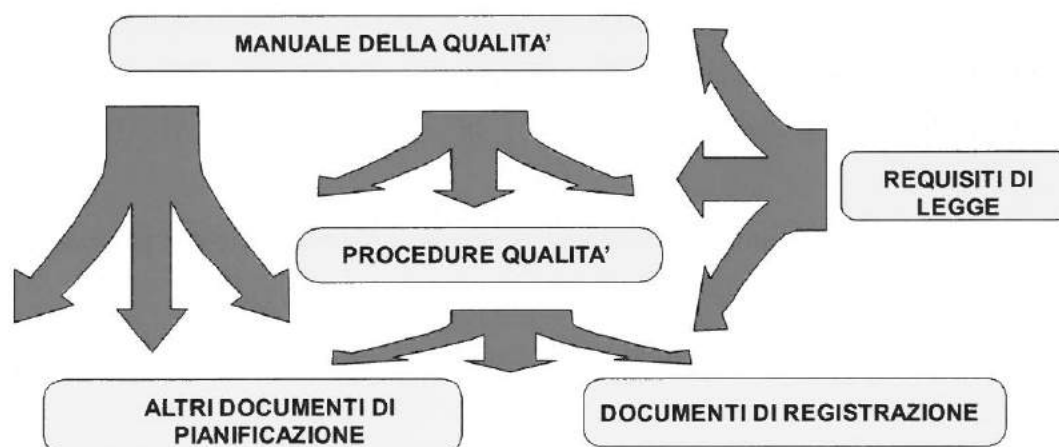 MANUALE DELLA QUALITA'
REQUISITI DI
LEGGE
PROCEDURE QUALITA'
ALTRI DOCUMENTI DI
PIANIFICAZIONE
DOCUMENTI DI REGISTRAZIONE